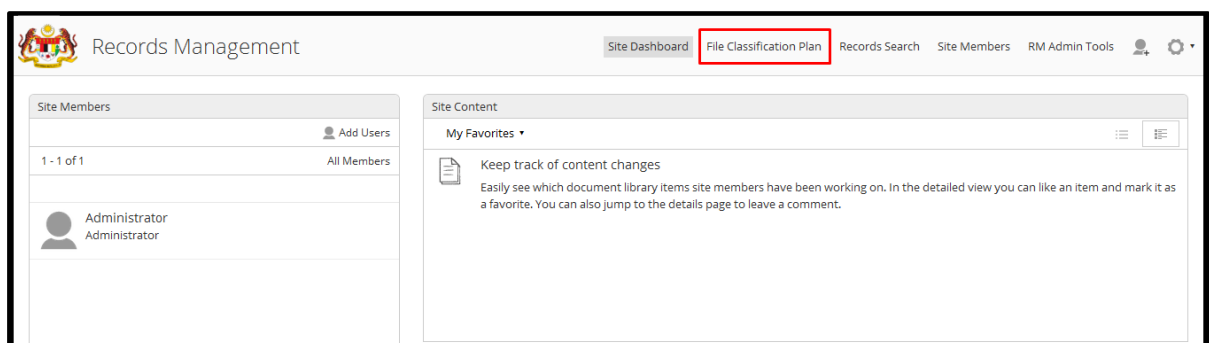 Records Management
Site Dashboard File Classification Plan Records Search Site Members RM Admin Tools
Site Members
Add Users
1 - 1 of 1 All Members
Administrator
Administrator
Site Content
My Favorites
Keep track of content changes
Easily see which document library items site members have been working on. In the detailed view you can like an item and mark it as
a favorite. You can also jump to the details page to leave a comment.